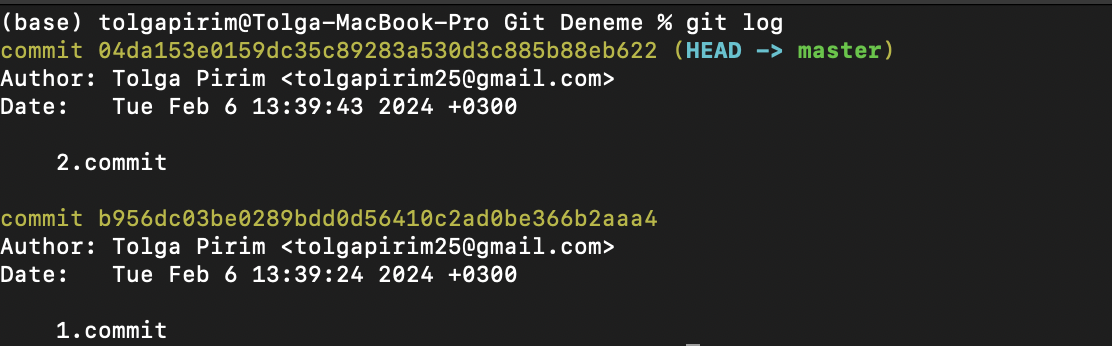 (base) tolgapirim@Tolga-MacBook-Pro Git Deneme % git log
commit 04da153e0159dc35c89283a530d3c885b88eb622 (HEAD -> master)
Author: Tolga Pirim <tolgapirim25@gmail.com>
Date:   Tue Feb 6 13:39:43 2024 +0300
    2.commit
commit b956dc03be0289bdd0d56410c2ad0be366b2aaa4
Author: Tolga Pirim <tolgapirim25@gmail.com>
Date:   Tue Feb 6 13:39:24 2024 +0300
    1.commit